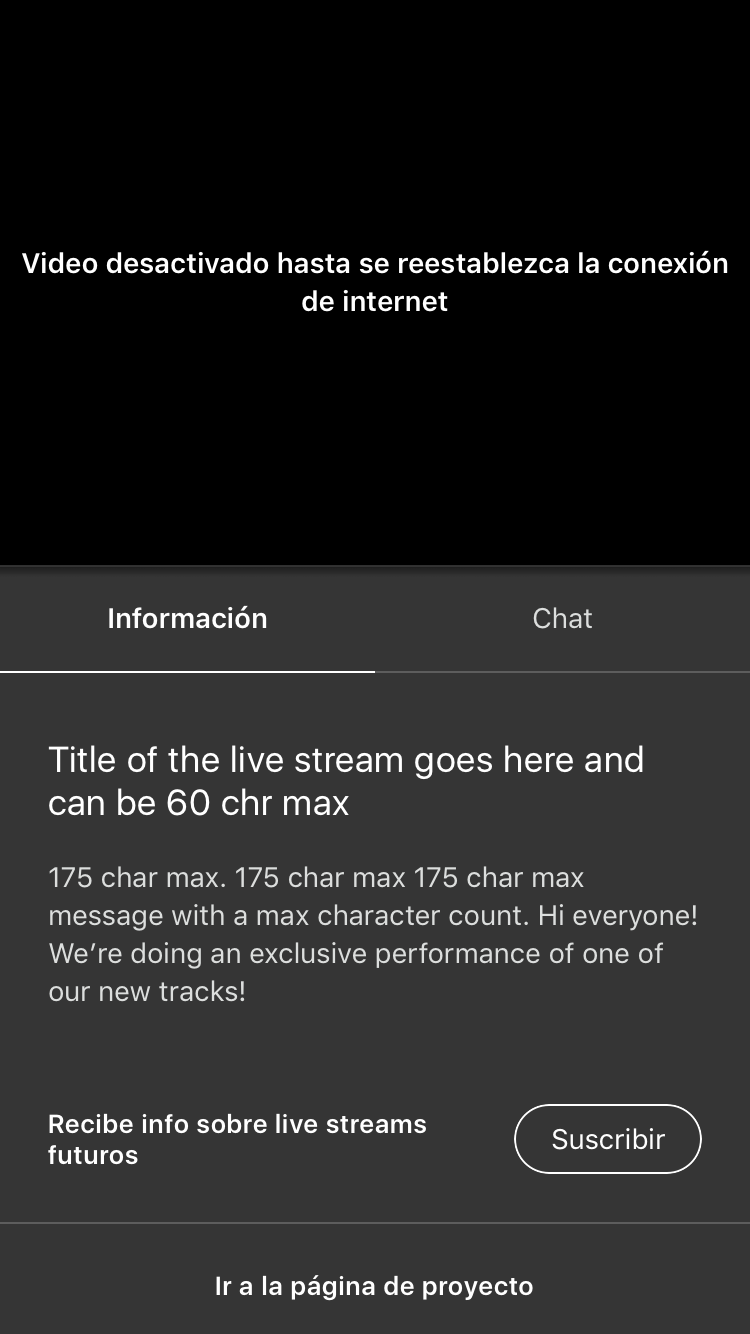 Video desactivado hasta se reestablezca la conexión
de internet
Información
Chat
Title of the live stream goes here and
can be 60 chr max
175 char max. 175 char max 175 char max
message with a max character count. Hi everyone!
We’re doing an exclusive performance of one of
our new tracks!
Recibe info sobre live streams
futuros
Suscribir
Ir a la página de proyecto